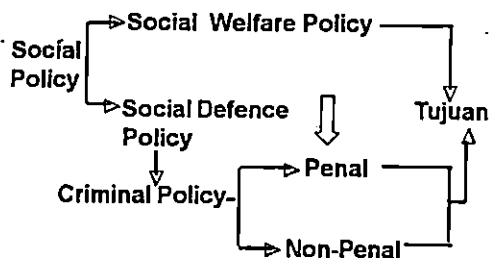 Social Welfare Policy
Social
Policy
Social Defence
Policy
Tujuan
Penal
Criminal Policy
Non-Penal